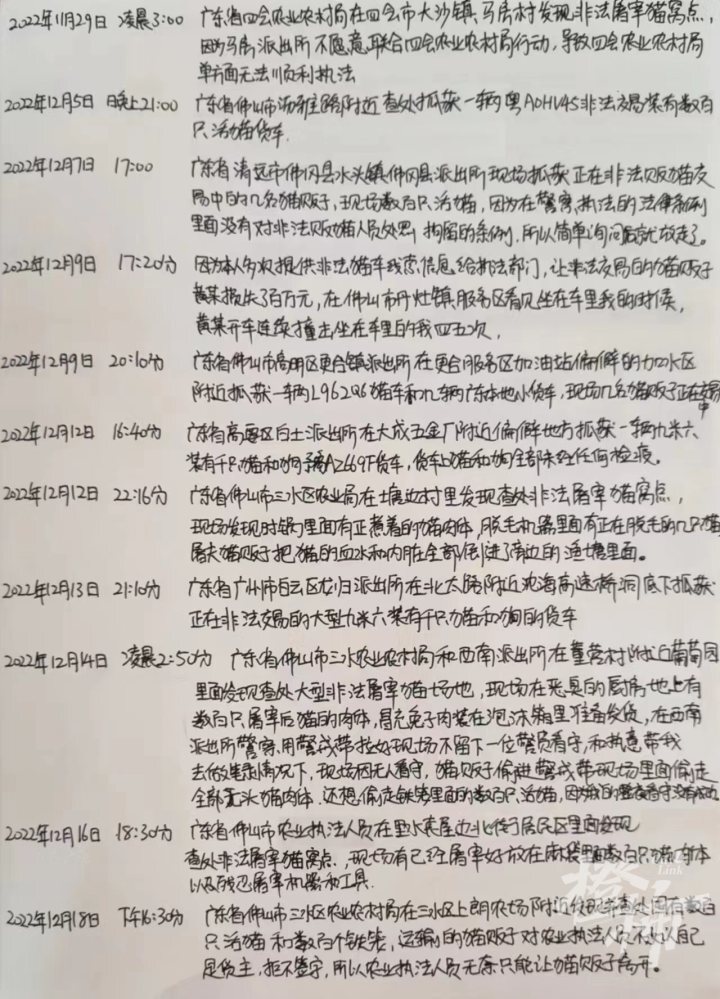 2022年11月29日 凌晨3:00 广东省四会农业农村局在四会市大沙镇马房村发现非法屠宰猫窝点,
因为马房派出所不愿意联合四会农业农村局行动,导致四会农业农村局
单方面无法顺利执法
2022年12月5日 晚上21:00 广东省佛山市 附近查处抓获一辆粤A0HV45非法交易装有数百
只活猫货车.
2022年12月7日 17:00 广东省清远市佛冈县水头镇佛冈县派出所现场抓获正在非法贩猫交
易中的几名猫贩子,现场数百只活猫,因为在警察执法的法律条例
里面没有对非法贩猫人员处罚 拘留的条例,所以简单询问后就放走了。
2022年12月9日 17:20分 因为本人多次提供非法猫车线索信息给执法部门,让非法交易的猫贩子
黄某损失了百万元,在佛山市丹灶镇服务区看见坐在车里我的时候,
黄某开车连续撞击坐在车里的我四五次,
2022年12月9日 20:10分 广东省佛山市高明区更合镇派出所在更合服务区加油站偏僻的加水区
附近抓获一辆L962Q6猫车和几辆广东本地小货车,现场几名猫贩子正在交易中
2022年12月12日 16:40分 广东省高要区白土派出所在大成五金厂附近偏僻地方抓获一辆九米六
装有千只猫和狗 AZ669F货车,货车上猫和狗全部未经任何检疫。
2022年12月12日 22:16分 广东省佛山市三水区农业局在塘边村里发现查处非法屠宰猫窝点,
现场发现时锅里面有正煮着的猫肉体,脱毛机器里面有正在脱毛的几只猫
屠夫猫贩子把猫的血水和内脏全部倒进了旁边的渔塘里面。
2022年12月13日 21:10分 广东省广州市白云区龙归派出所在北太路附近沈海高速桥洞底下抓获
正在非法交易的大型九米六装有千只猫和狗的货车
2022年12月14日 凌晨2:50分 广东省佛山市三水农业农村局和西南派出所在董营村附近葡萄园
里面发现查处大型非法屠宰猫场地,现场在恶臭的厨房地上有
数百只屠宰后猫的肉体,冒充兔子肉装在泡沫箱里准备发货,在西南
派出所警察用警戒带拉好现场不留下一位警员看守,和执意带我
去做笔录情况下,现场因无人看守,猫贩子偷进警戒带现场里面偷走
全部无头猫肉体.还想偷走铁笼里面的数百只活猫,因为我的 看守没有成功
2022年12月16日 18:30分 广东省佛山市农业执法人员在里水 边北 居民区里面发现
查处非法屠宰猫窝点,现场有已经屠宰好放在麻袋里数百只猫肉体
以及残忍屠宰机器和工具.
2022年12月18日 下午16:30分 广东省佛山市三水区农业农村局在三水区上朗农场附近发现并查处囤有数百
只活猫和数百个铁笼,运输的猫贩子对农业执法人员不承认自己
是货主,拒不签字,所以农业执法人员无奈只能让猫贩子离开。
橙柿
Link